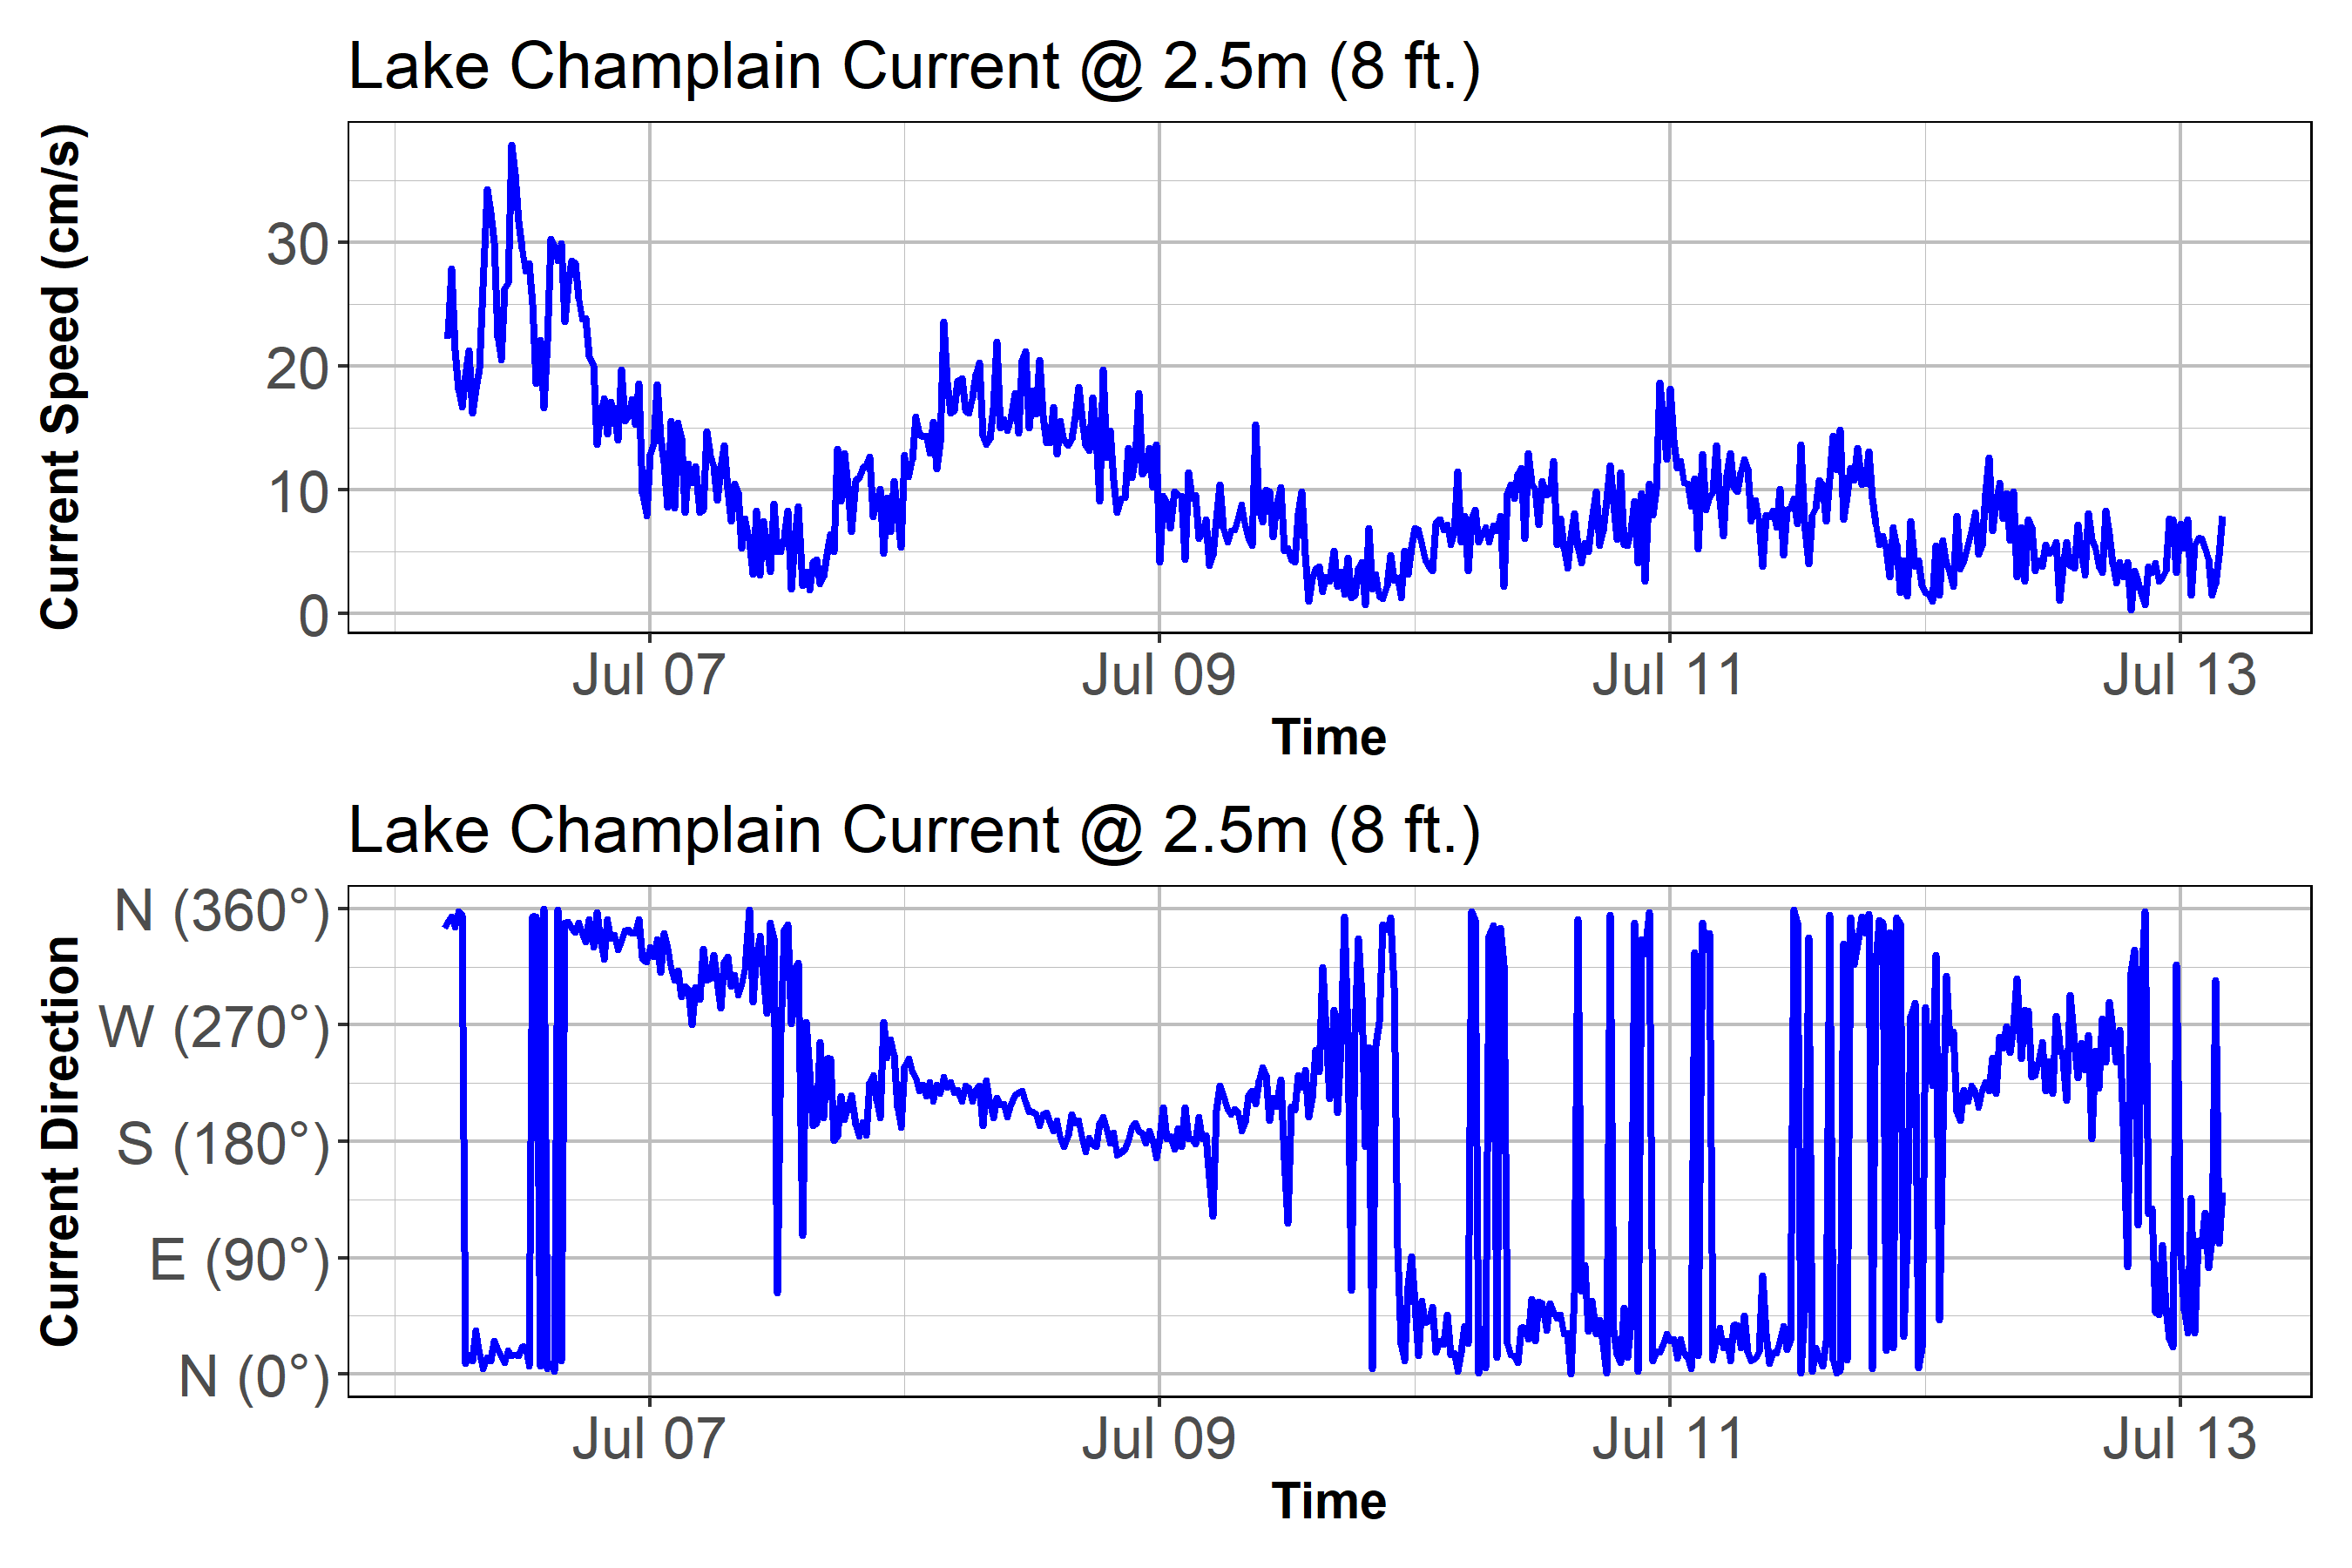 Lake Champlain Current @ 2.5m (8 ft.)
Current Speed (cm/s)
30
20
10
0
Jul 07 Jul 09 Jul 11 Jul 13
Time
Lake Champlain Current @ 2.5m (8 ft.)
Current Direction
N (360°)
W (270°)
S (180°)
E (90°)
N (0°)
Jul 07 Jul 09 Jul 11 Jul 13
Time